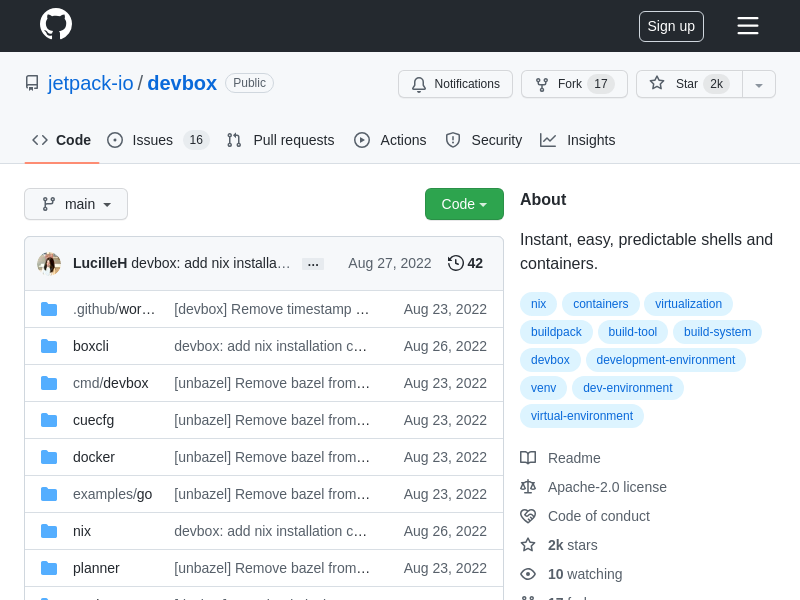 Sign up
jetpack-io / devbox Public
Notifications Fork 17 Star 2k
Code Issues 16 Pull requests Actions Security Insights
main Code
LucilleH devbox: add nix installa… … Aug 27, 2022 42
.github/wor… [devbox] Remove timestamp … Aug 23, 2022
boxcli devbox: add nix installation c… Aug 26, 2022
cmd/devbox [unbazel] Remove bazel from… Aug 23, 2022
cuecfg [unbazel] Remove bazel from… Aug 23, 2022
docker [unbazel] Remove bazel from… Aug 23, 2022
examples/go [unbazel] Remove bazel from… Aug 23, 2022
nix devbox: add nix installation c… Aug 26, 2022
planner [unbazel] Remove bazel from… Aug 23, 2022
About
Instant, easy, predictable shells and
containers.
nix containers virtualization
buildpack build-tool build-system
devbox development-environment
venv dev-environment
virtual-environment
Readme
Apache-2.0 license
Code of conduct
2k stars
10 watching